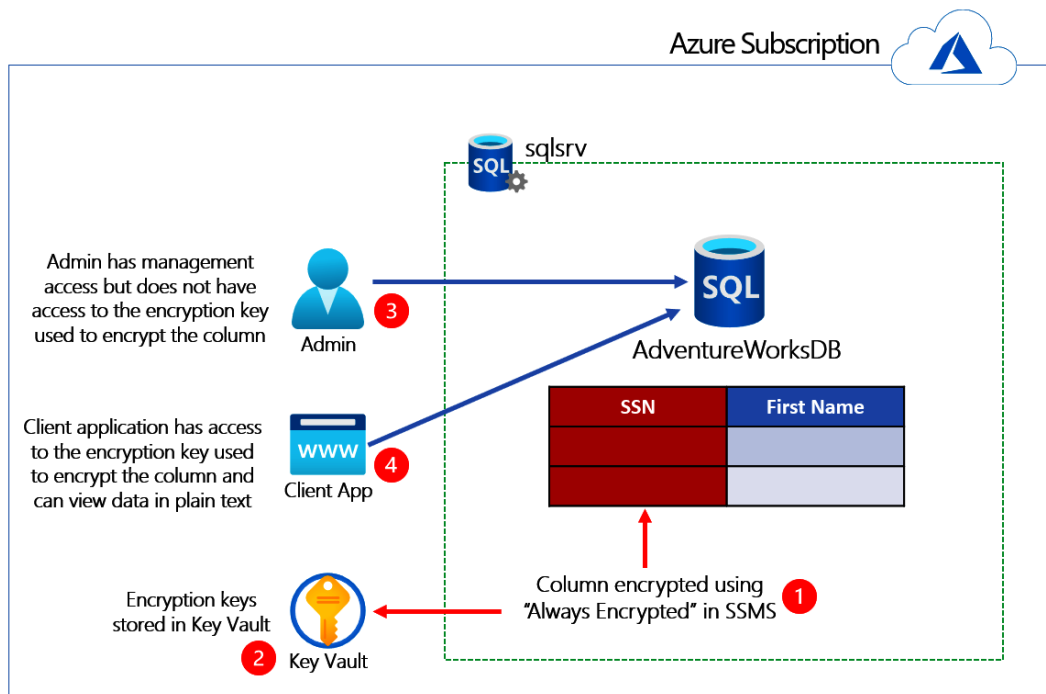 Azure Subscription
sqlsrv
SQL
Admin has management
access but does not have
access to the encryption key
used to encrypt the column
3
Admin
SQL
AdventureWorksDB
SSN
First Name
Client application has access
to the encryption key used
to encrypt the column and
can view data in plain text
www
4
Client App
Column encrypted using
“Always Encrypted” in SSMS
1
Encryption keys
stored in Key Vault
2
Key Vault